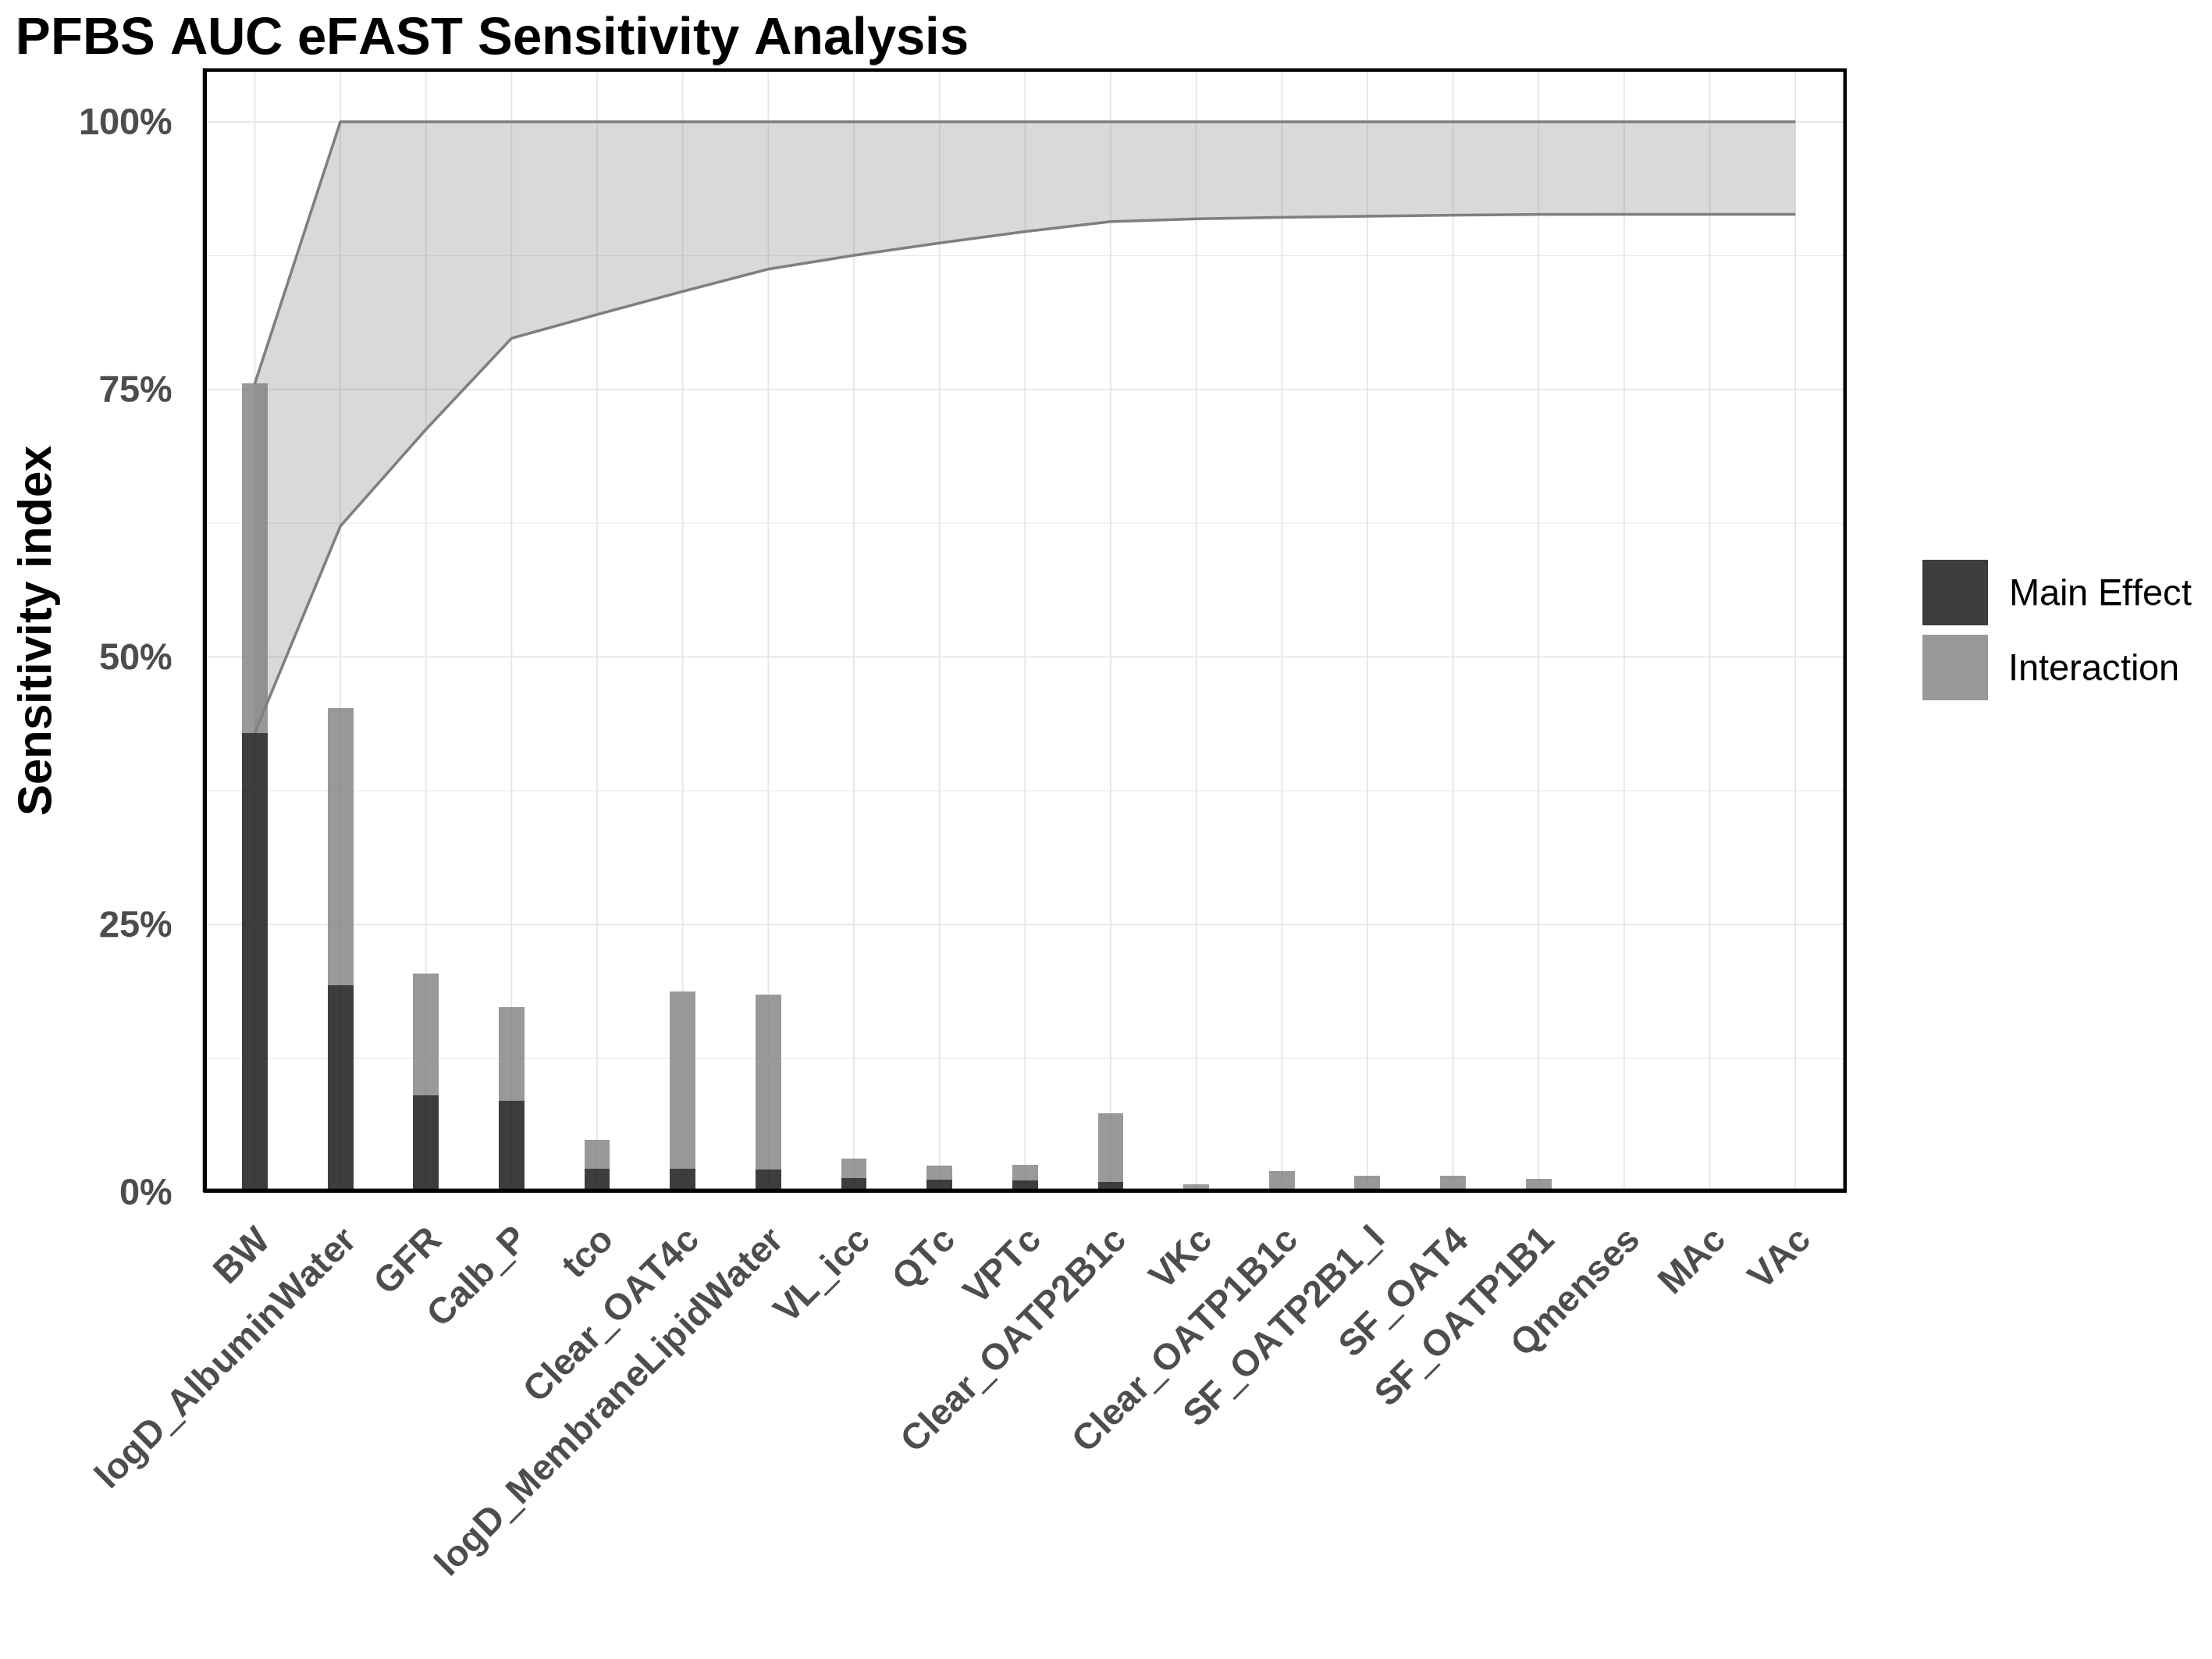 PFBS AUC eFAST Sensitivity Analysis
Sensitivity index
100%
75%
50%
25%
0%
BW
logD_AlbuminWater
GFR
Calb_P
tco
Clear_OAT4c
logD_MembraneLipidWater
VL_icc
QTc
VPTc
Clear_OATP2B1c
VKc
Clear_OATP1B1c
SF_OATP2B1_I
SF_OAT4
SF_OATP1B1
Qmenses
MAc
VAc
Main Effect
Interaction